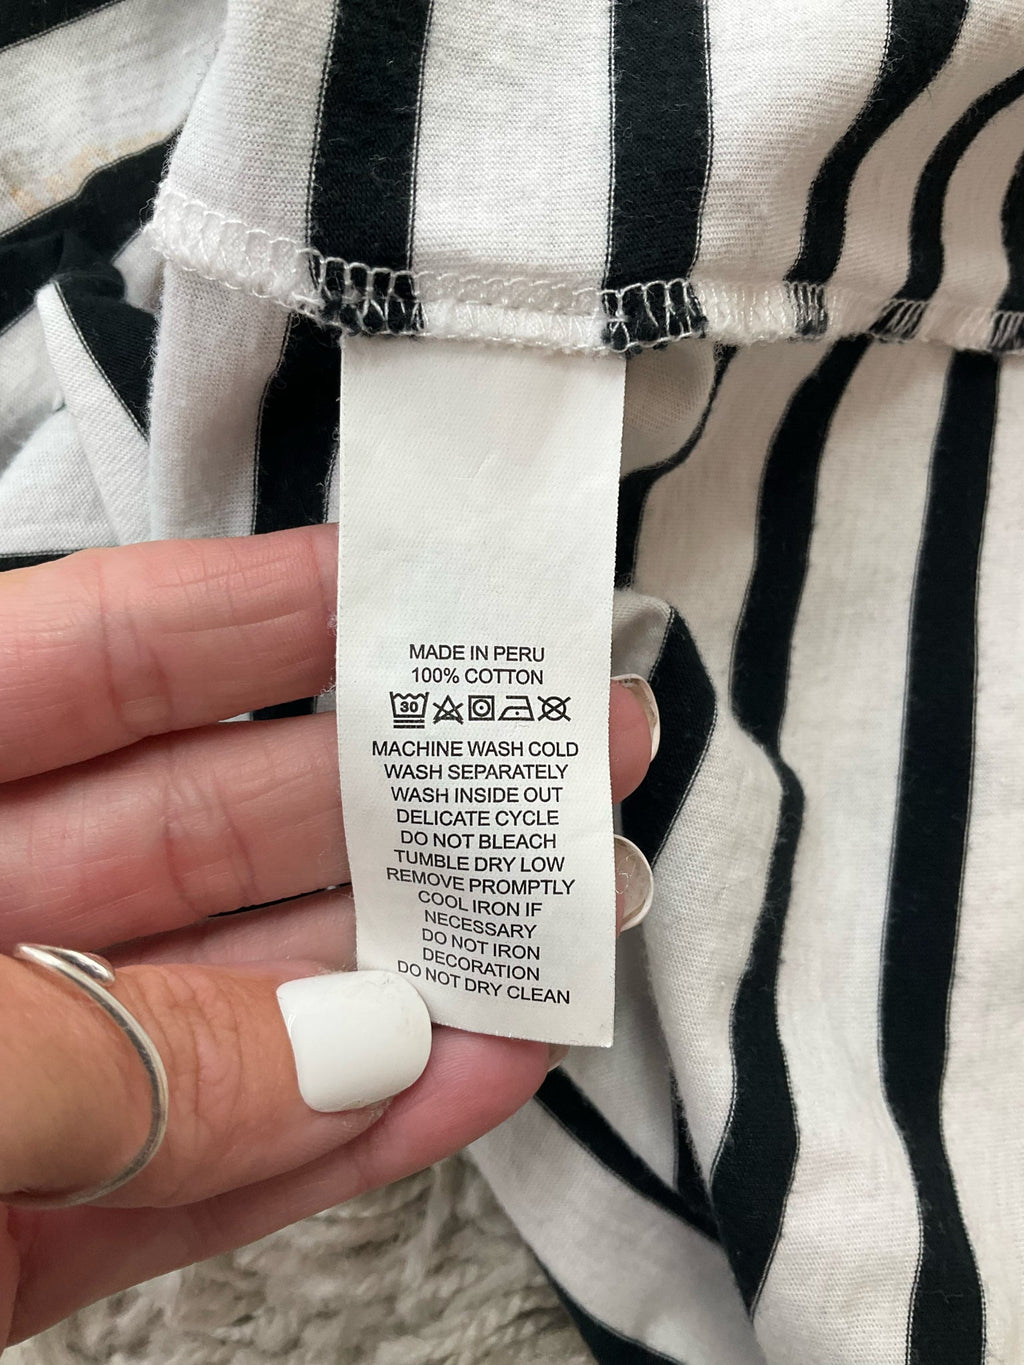 MADE IN PERU
100% COTTON
30
MACHINE WASH COLD
WASH SEPARATELY
WASH INSIDE OUT
DELICATE CYCLE
DO NOT BLEACH
TUMBLE DRY LOW
REMOVE PROMPTLY
COOL IRON IF
NECESSARY
DO NOT IRON
DECORATION
DO NOT DRY CLEAN